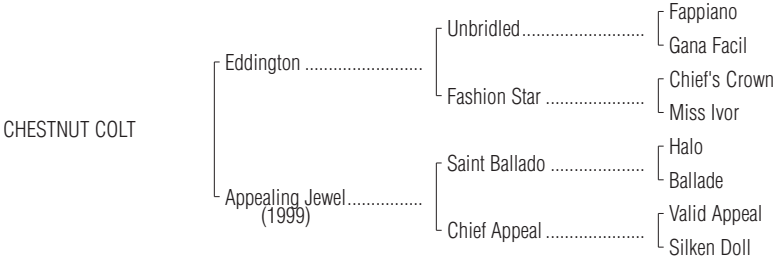 Fappiano
Unbridled..........................
Gana Facil
Eddington .........................
Chief's Crown
Fashion Star .....................
Miss Ivor
CHESTNUT COLT
Halo
Saint Ballado ....................
Ballade
Appealing Jewel................
(1999)
Valid Appeal
Chief Appeal .....................
Silken Doll